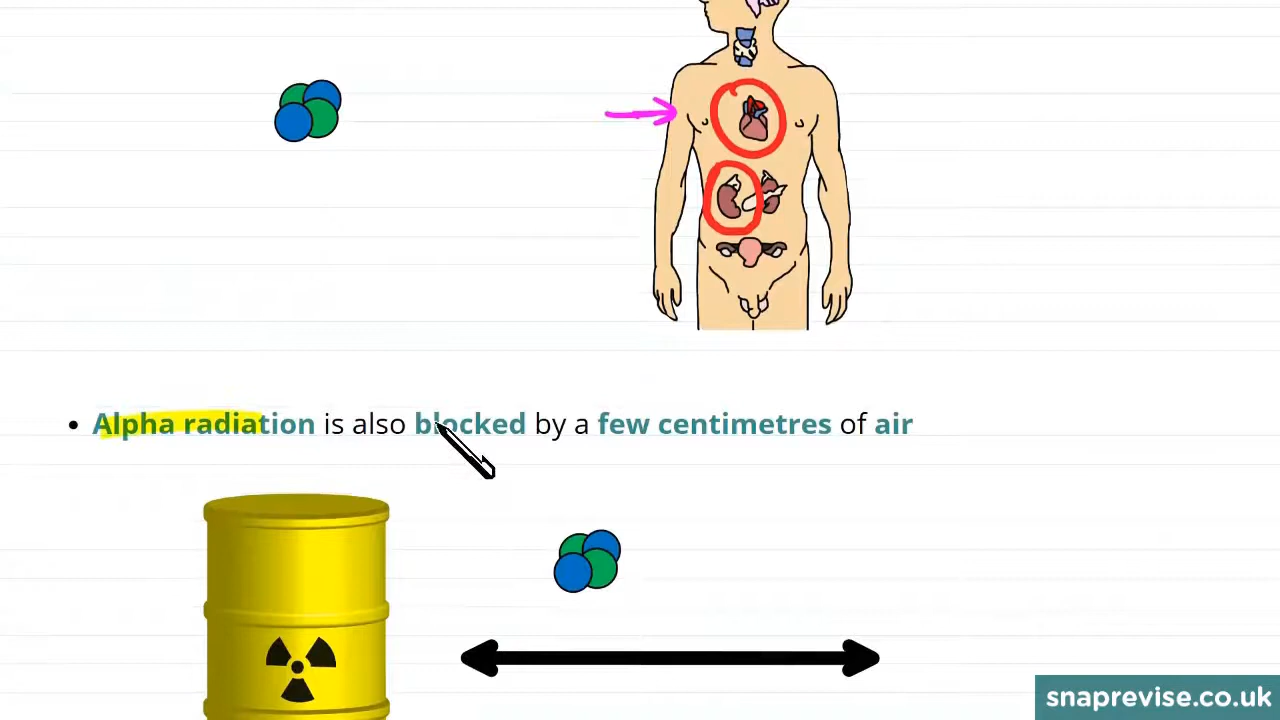 • Alpha radiation is also blocked by a few centimetres of air
snaprevise.co.uk